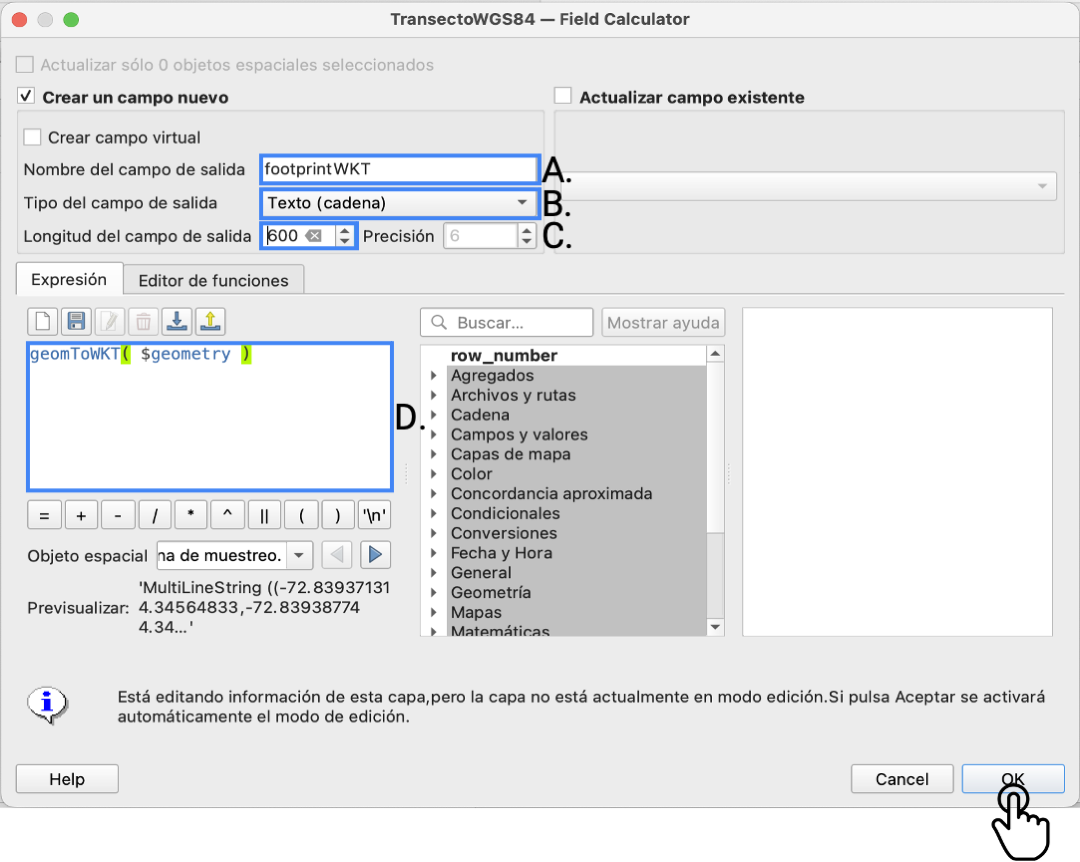 TransectoWGS84 — Field Calculator
Actualizar sólo 0 objetos espaciales seleccionados
Crear un campo nuevo
Actualizar campo existente
Crear campo virtual
Nombre del campo de salida footprintWKT A.
Tipo del campo de salida Texto (cadena) B.
Longitud del campo de salida 600 Precisión 6 C.
Expresión Editor de funciones
Buscar... Mostrar ayuda
geomToWKT( $geometry )
D.
row_number
Agregados
Archivos y rutas
Cadena
Campos y valores
Capas de mapa
Color
Concordancia aproximada
Condicionales
Conversiones
Fecha y Hora
General
Geometría
Mapas
Matemáticas
= + - / * ^ || ( ) '\n'
Objeto espacial na de muestreo.
Previsualizar:
'MultiLineString ((-72.83937131
4.34564833,-72.83938774
4.34...'
Está editando información de esta capa,pero la capa no está actualmente en modo edición.Si pulsa Aceptar se activará
automáticamente el modo de edición.
Help Cancel OK